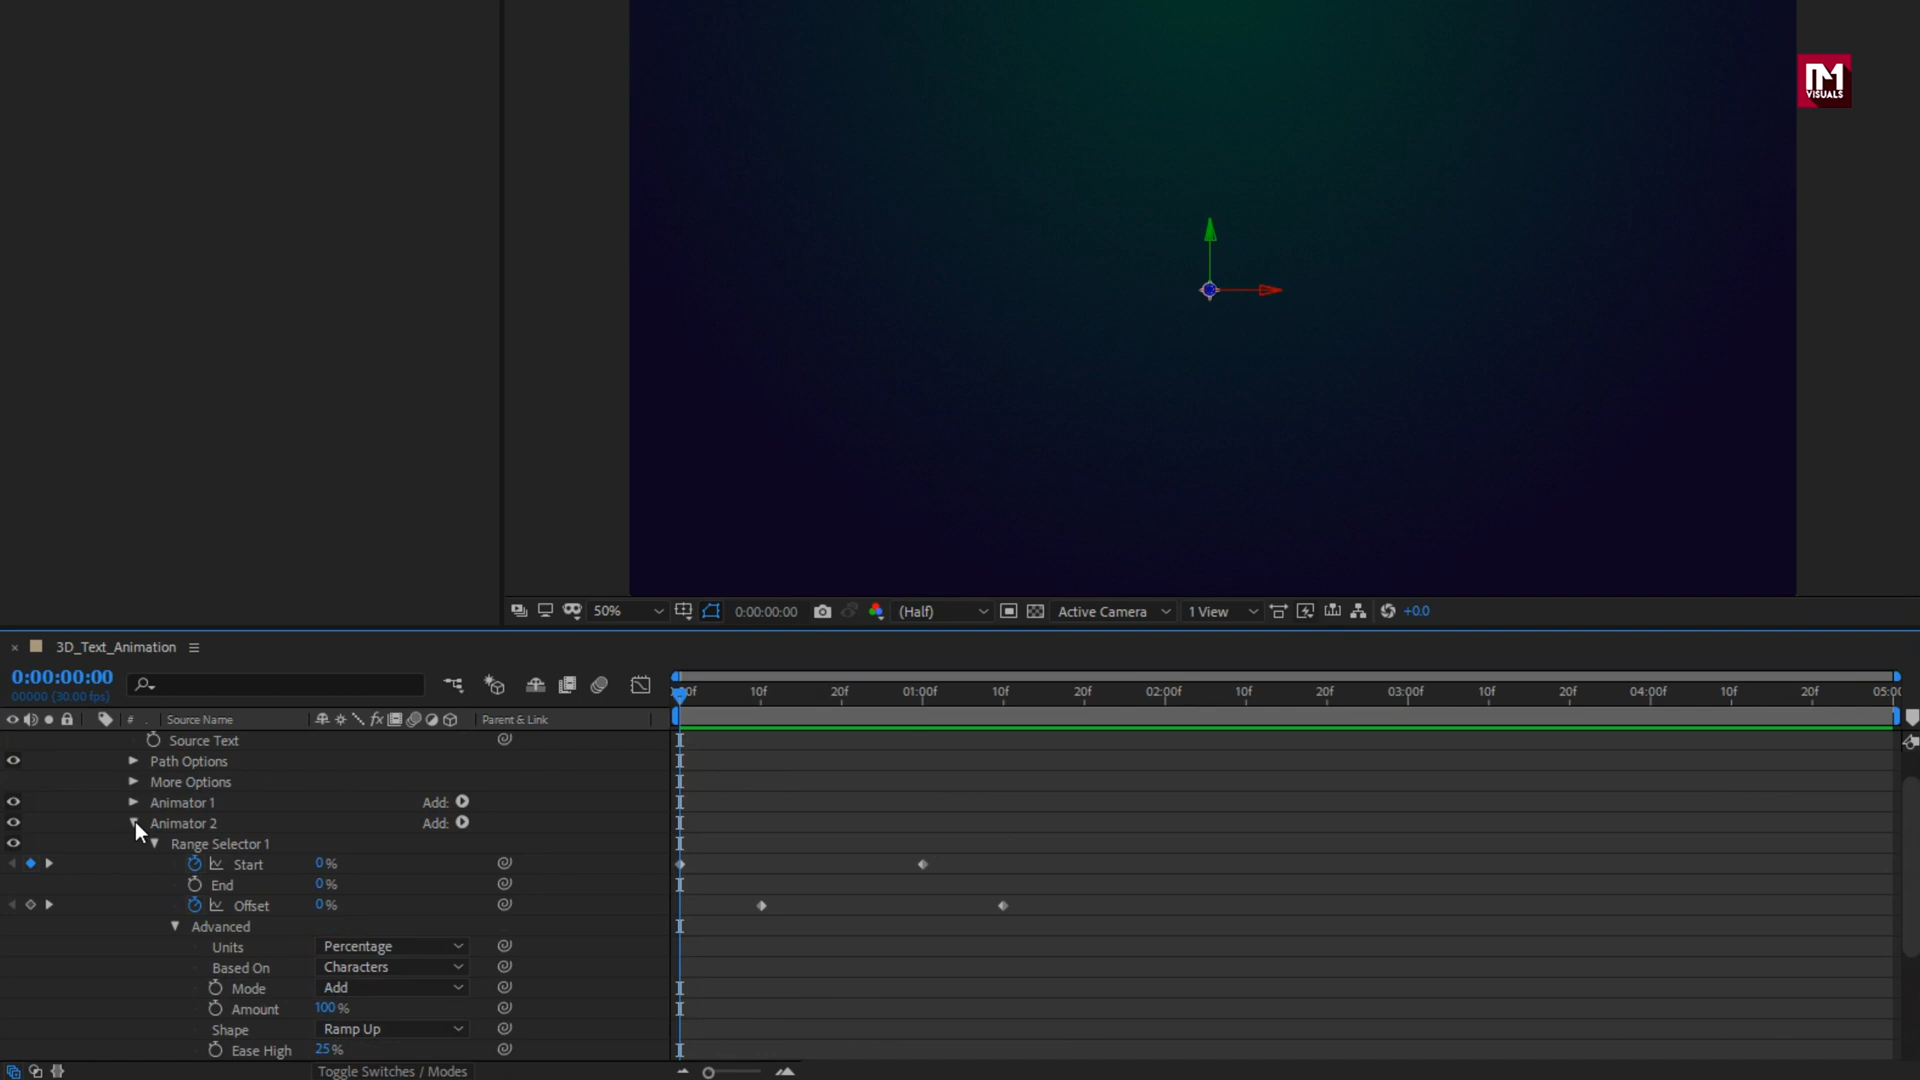 M
VISUALS
50% 0:00:00:00 (Half) Active Camera 1 View +0.0
× 3D_Text_Animation
0:00:00:00
00000 (30.00 fps)
10f 20f 01:00f 10f 20f 02:00f 10f 20f 03:00f 10f 20f 04:00f 10f 20f
# Source Name fx Parent & Link
Source Text
Path Options
More Options
Animator 1 Add:
Animator 2 Add:
Range Selector 1
Start 0 %
End 0 %
Offset 0 %
Advanced
Units Percentage
Based On Characters
Mode Add
Amount 100 %
Shape Ramp Up
Ease High 25 %
Toggle Switches / Modes